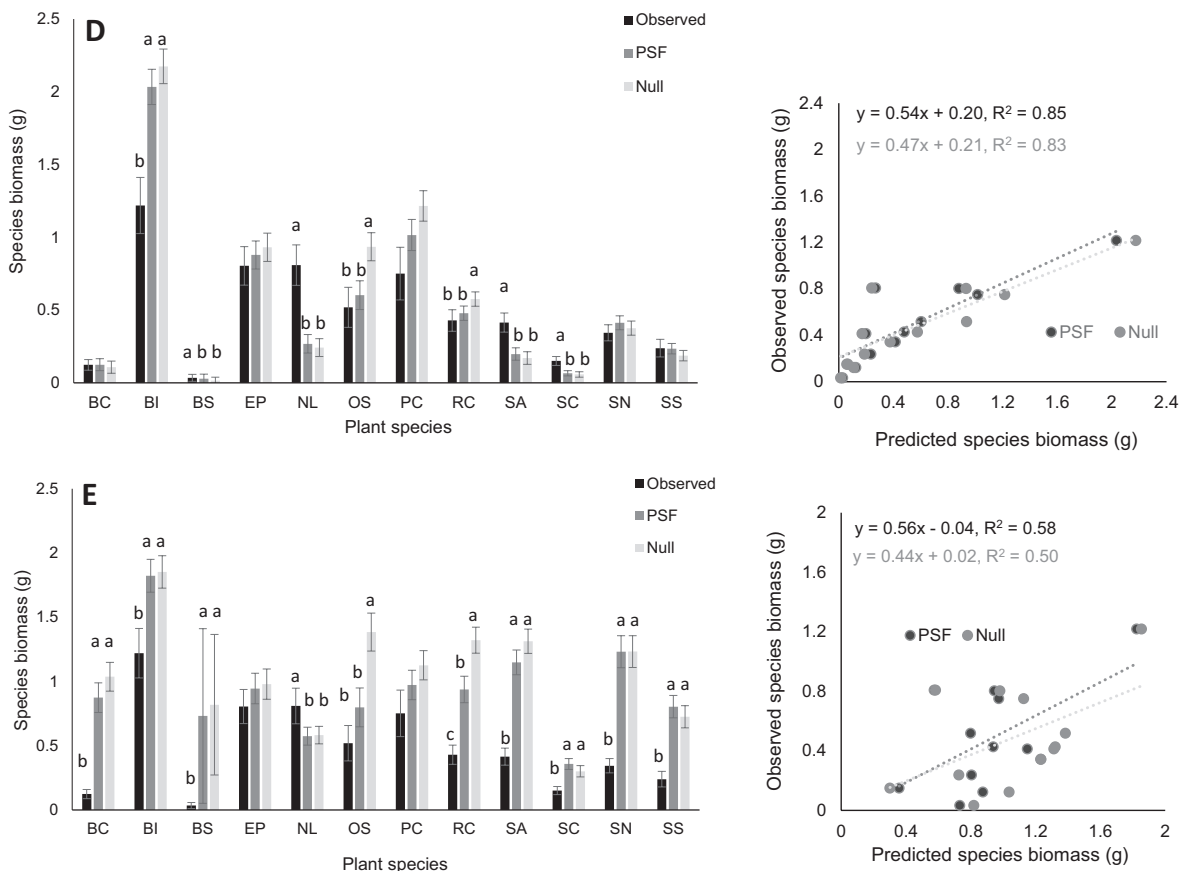 D
Observed
PSF
Null
Species biomass (g)
2.5
2
1.5
1
0.5
0
b
a a
a b b
a
b b
b b
a
b b
a
a
b b
a
b b
BC BI BS EP NL OS PC RC SA SC SN SS
Plant species
y = 0.54x + 0.20, R² = 0.85
y = 0.47x + 0.21, R² = 0.83
Observed species biomass (g)
2.4
2
1.6
1.2
0.8
0.4
0
PSF Null
0 0.4 0.8 1.2 1.6 2 2.4
Predicted species biomass (g)
E
Observed
PSF
Null
Species biomass (g)
2.5
2
1.5
1
0.5
0
b
a a
b
a a
b
a a
a
b b
b
b
a
c
b
a
b
a a
b
a a
b
a a
b
a a
BC BI BS EP NL OS PC RC SA SC SN SS
Plant species
y = 0.56x - 0.04, R² = 0.58
y = 0.44x + 0.02, R² = 0.50
Observed species biomass (g)
2
1.6
1.2
0.8
0.4
0
PSF Null
0 0.4 0.8 1.2 1.6 2
Predicted species biomass (g)